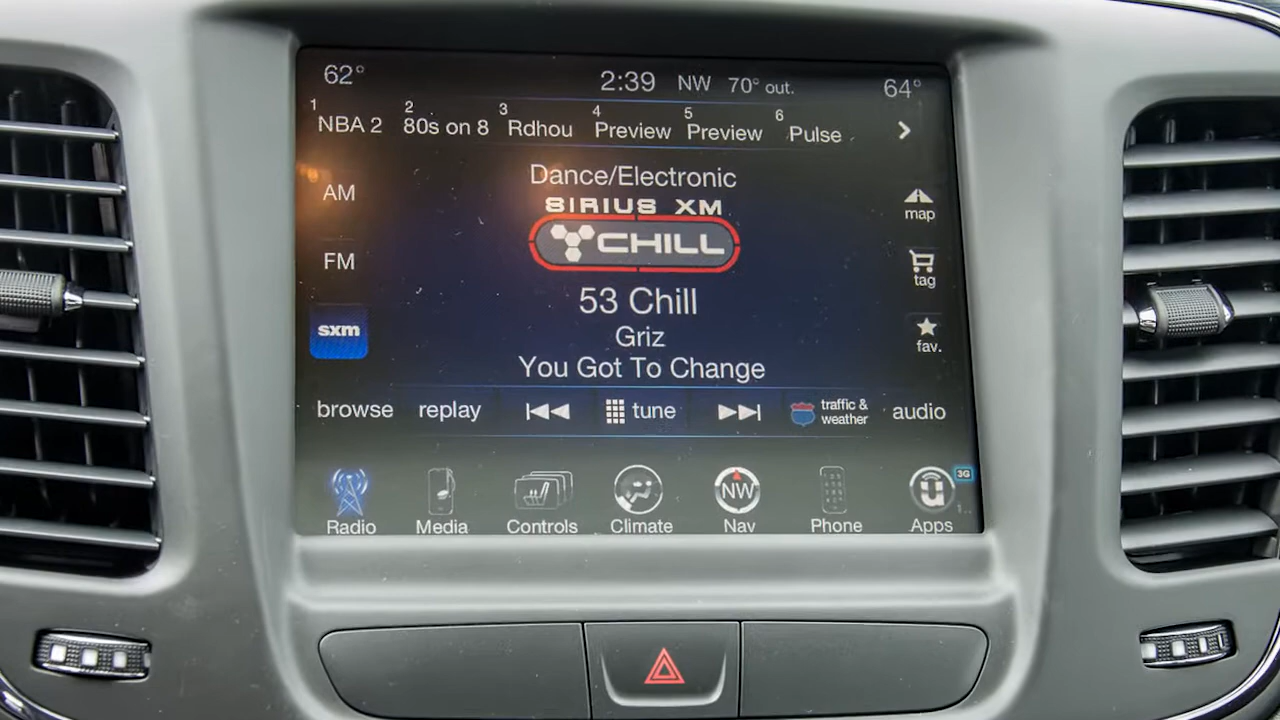 62° 2:39 NW 70° out. 64°
1 NBA 2 2 80s on 8 3 Rdhou 4 Preview 5 Preview 6 Pulse
Dance/Electronic
SIRIUS XM
AM
CHILL
map
FM
53 Chill
tag
sxm
Griz
fav.
You Got To Change
browse replay tune traffic & weather audio
NW
3G
Radio Media Controls Climate Nav Phone Apps